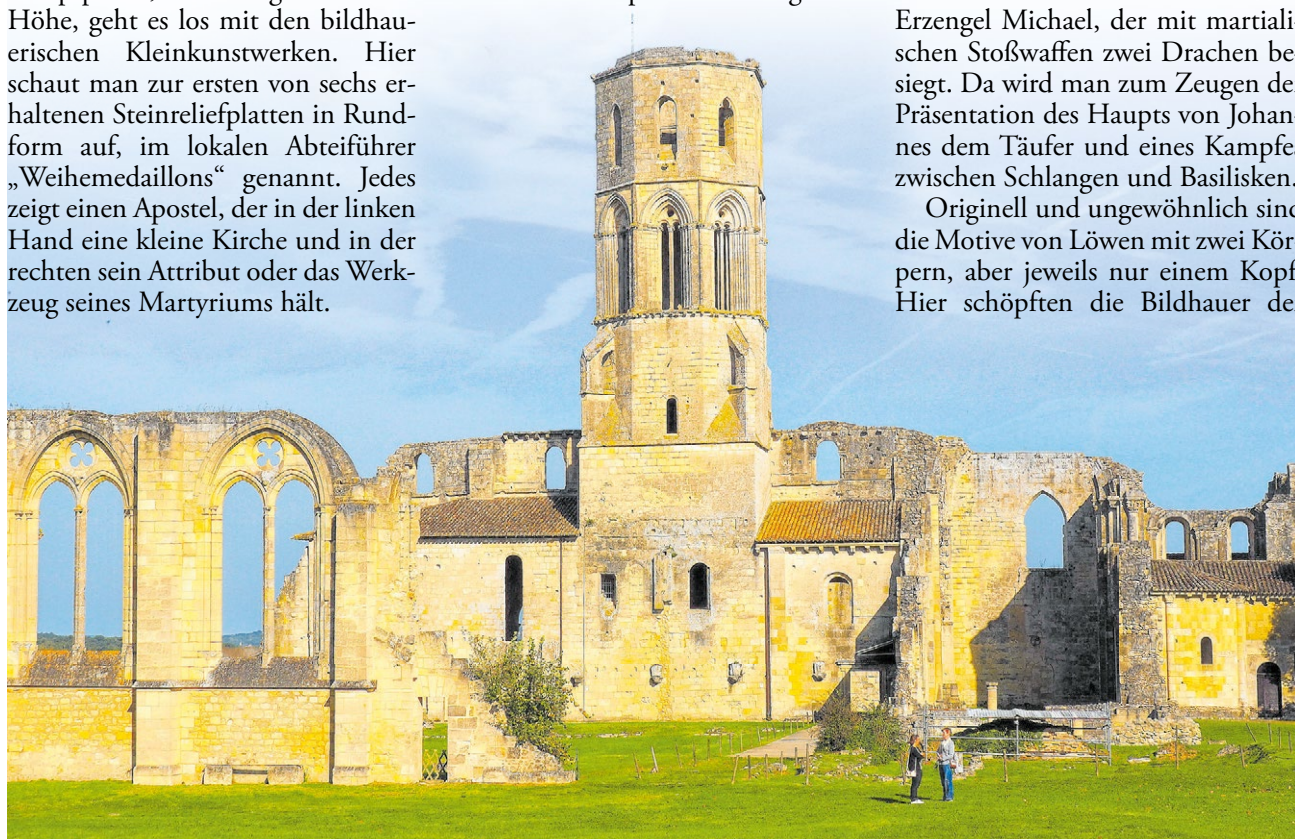 Höhe, geht es los mit den bildhau-
erischen Kleinkunstwerken. Hier
schaut man zur ersten von sechs er-
haltenen Steinreliefplatten in Rund-
form auf, im lokalen Abteiführer
„Weihemedaillons“ genannt. Jedes
zeigt einen Apostel, der in der linken
Hand eine kleine Kirche und in der
rechten sein Attribut oder das Werk-
zeug seines Martyriums hält.
Erzengel Michael, der mit martiali-
schen Stoßwaffen zwei Drachen be-
siegt. Da wird man zum Zeugen der
Präsentation des Haupts von Johan-
nes dem Täufer und eines Kampfes
zwischen Schlangen und Basilisken.
Originell und ungewöhnlich sind
die Motive von Löwen mit zwei Kör-
pern, aber jeweils nur einem Kopf.
Hier schöpften die Bildhauer